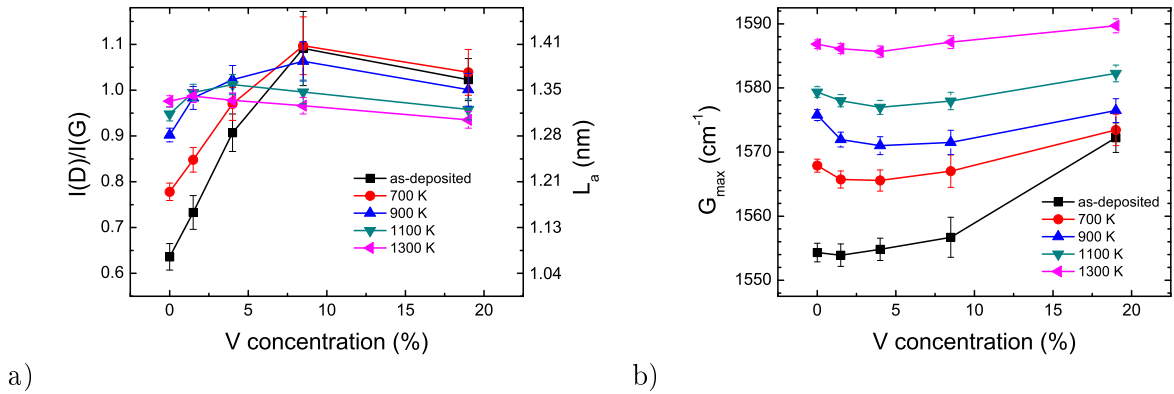 1.1
1.0
0.9
0.8
0.7
0.6
I(D)/I(G)
1.41
1.35
1.28
1.21
1.13
1.04
Lₐ (nm)
as-deposited
700 K
900 K
1100 K
1300 K
0 5 10 15 20
V concentration (%)
a)
1590
1580
1570
1560
1550
Gₘₐₓ (cm⁻¹)
as-deposited
700 K
900 K
1100 K
1300 K
0 5 10 15 20
V concentration (%)
b)